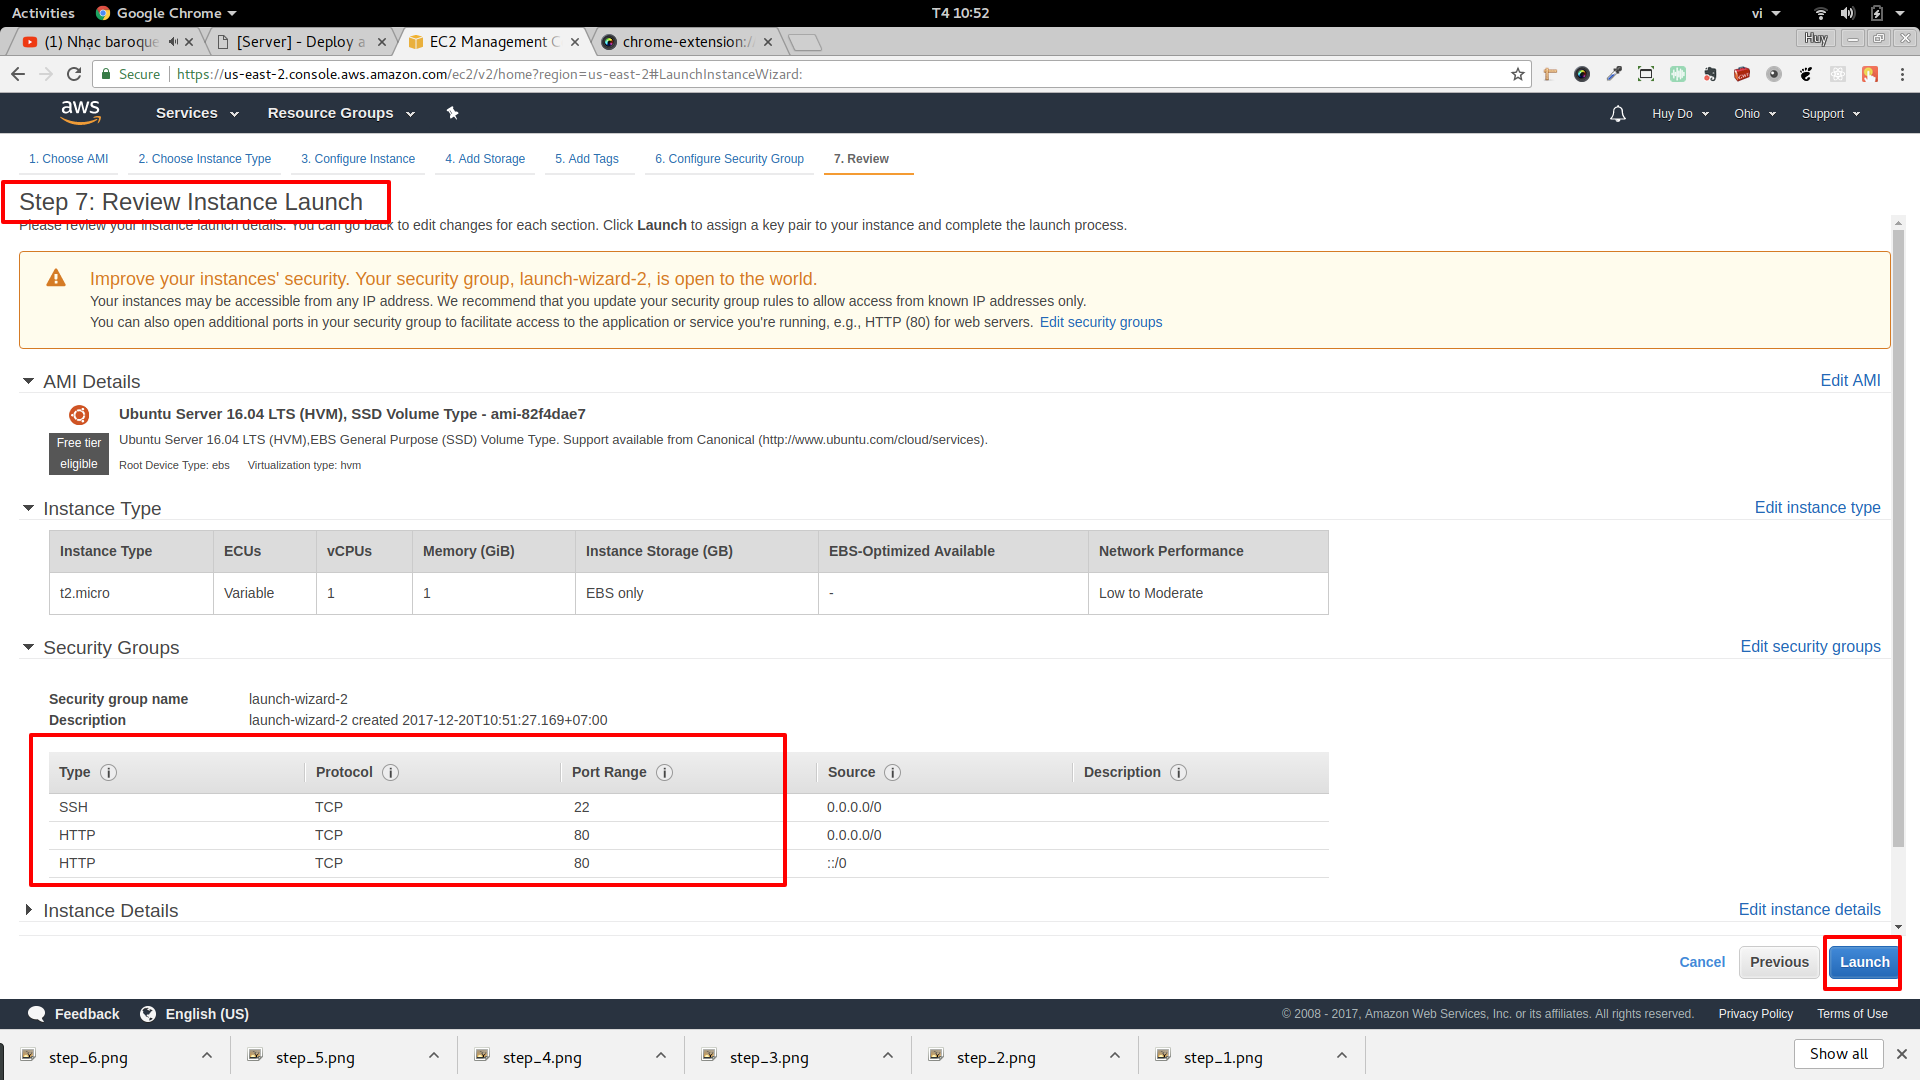 Activities
Google Chrome
T4 10:52
vi
(1) Nhạc baroque
[Server] - Deploy a
EC2 Management C
chrome-extension:/
Huy
Secure
https://us-east-2.console.aws.amazon.com/ec2/v2/home?region=us-east-2#LaunchInstanceWizard:
aws
Services
Resource Groups
Huy Do
Ohio
Support
1. Choose AMI
2. Choose Instance Type
3. Configure Instance
4. Add Storage
5. Add Tags
6. Configure Security Group
7. Review
Step 7: Review Instance Launch
Please review your instance launch details. You can go back to edit changes for each section. Click Launch to assign a key pair to your instance and complete the launch process.
Improve your instances' security. Your security group, launch-wizard-2, is open to the world.
Your instances may be accessible from any IP address. We recommend that you update your security group rules to allow access from known IP addresses only.
You can also open additional ports in your security group to facilitate access to the application or service you're running, e.g., HTTP (80) for web servers. Edit security groups
AMI Details
Edit AMI
Ubuntu Server 16.04 LTS (HVM), SSD Volume Type - ami-82f4dae7
Free tier
eligible
Ubuntu Server 16.04 LTS (HVM),EBS General Purpose (SSD) Volume Type. Support available from Canonical (http://www.ubuntu.com/cloud/services).
Root Device Type: ebs
Virtualization type: hvm
Instance Type
Edit instance type
Instance Type ECUs vCPUs Memory (GiB) Instance Storage (GB) EBS-Optimized Available Network Performance
t2.micro Variable 1 1 EBS only - Low to Moderate
Security Groups
Edit security groups
Security group name launch-wizard-2
Description launch-wizard-2 created 2017-12-20T10:51:27.169+07:00
Type Protocol Port Range Source Description
SSH TCP 22 0.0.0.0/0
HTTP TCP 80 0.0.0.0/0
HTTP TCP 80 ::/0
Instance Details
Edit instance details
Cancel
Previous
Launch
Feedback
English (US)
© 2008 - 2017, Amazon Web Services, Inc. or its affiliates. All rights reserved.
Privacy Policy
Terms of Use
step_6.png
step_5.png
step_4.png
step_3.png
step_2.png
step_1.png
Show all